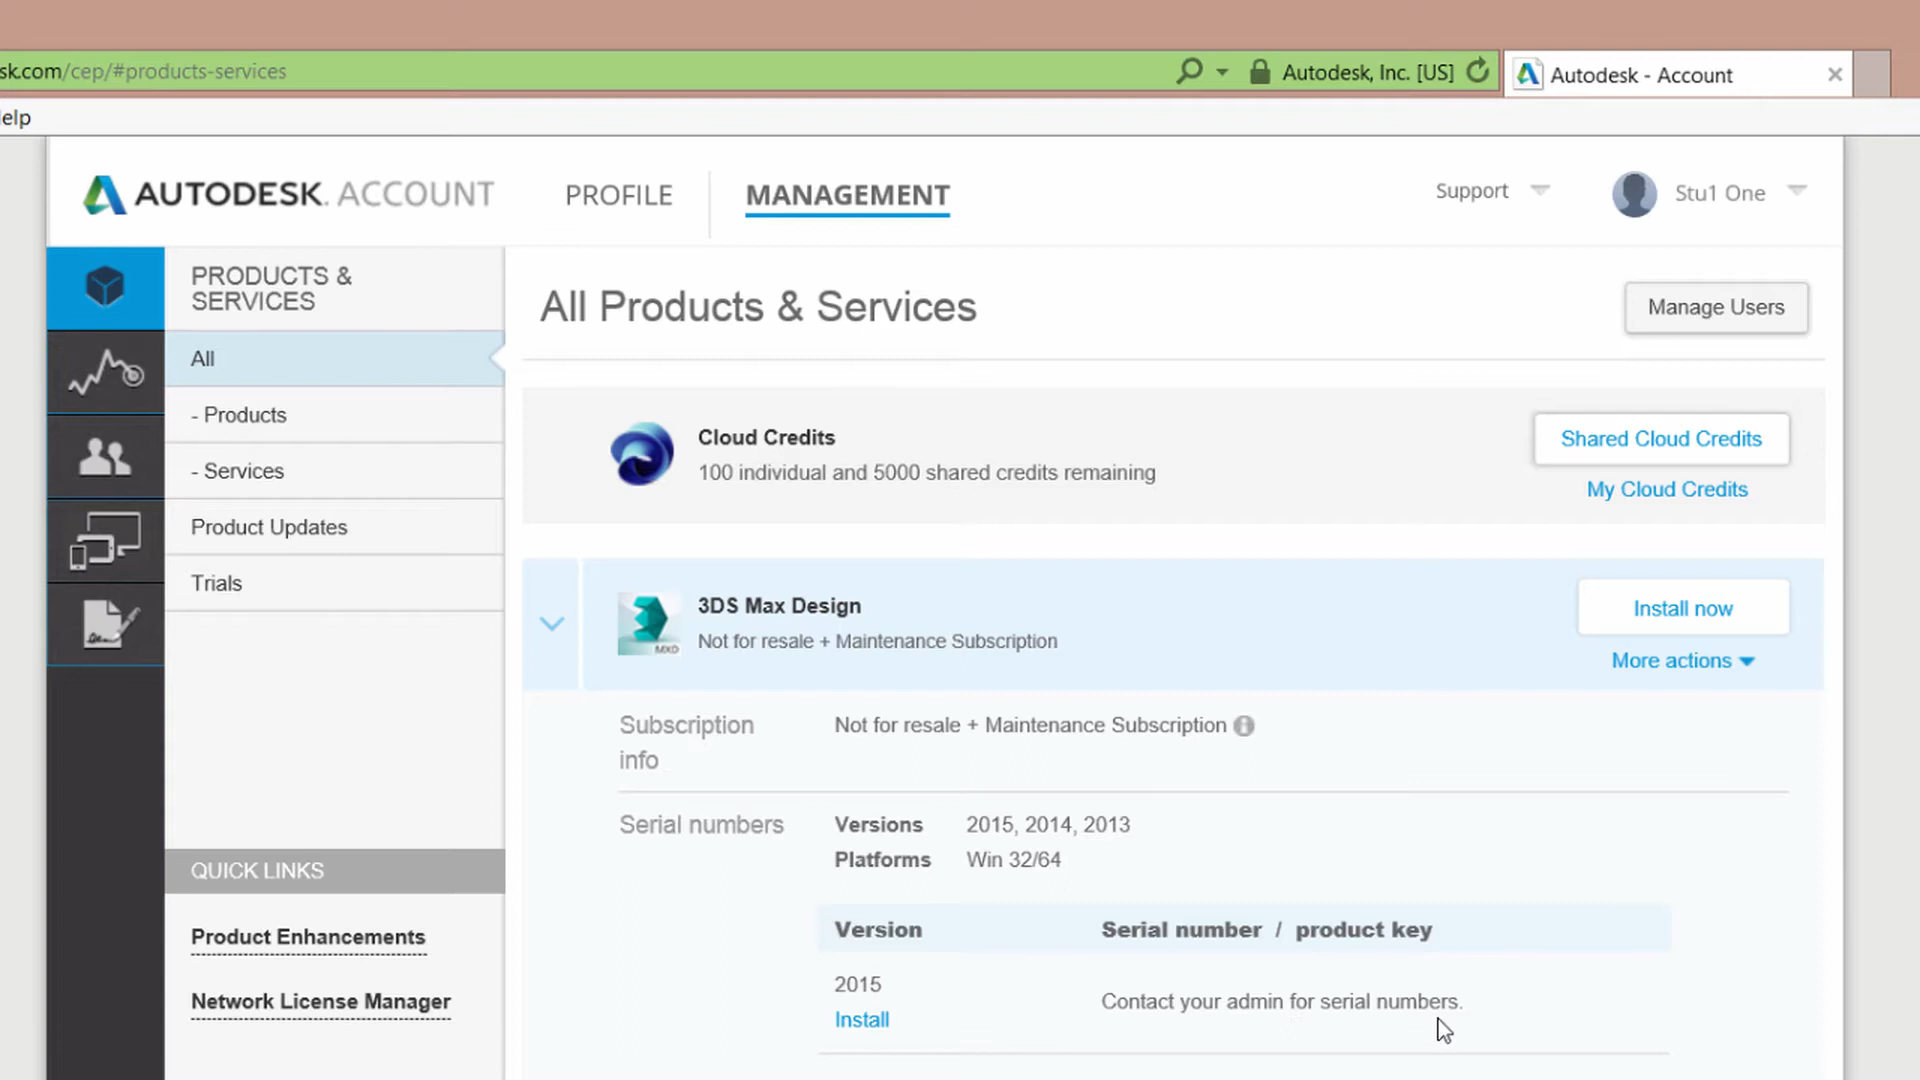 sk.com/cep/#products-services
Autodesk, Inc. [US]
Autodesk - Account
elp
AUTODESK. ACCOUNT
PROFILE
MANAGEMENT
Support
Stu1 One
PRODUCTS &
SERVICES
All
- Products
- Services
Product Updates
Trials
QUICK LINKS
Product Enhancements
Network License Manager
All Products & Services
Manage Users
Cloud Credits
100 individual and 5000 shared credits remaining
Shared Cloud Credits
My Cloud Credits
MXD
3DS Max Design
Not for resale + Maintenance Subscription
Install now
More actions
Subscription
info
Not for resale + Maintenance Subscription
Serial numbers
Versions 2015, 2014, 2013
Platforms Win 32/64
Version Serial number / product key
2015
Install
Contact your admin for serial numbers.